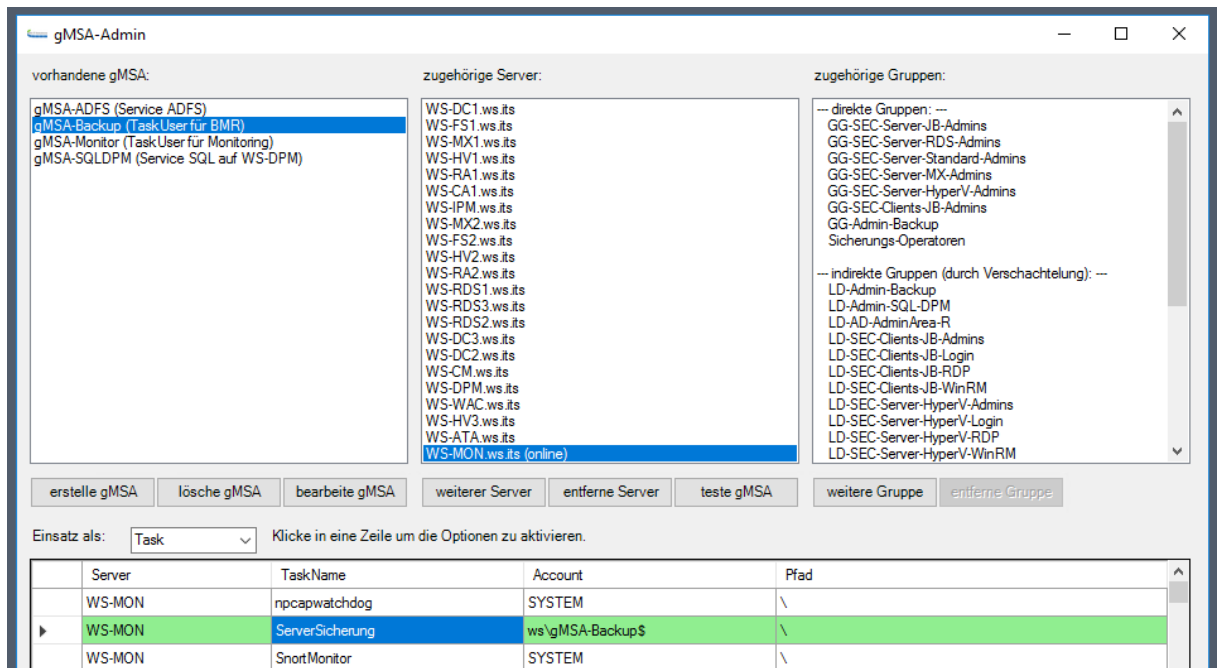 gMSA-Admin
vorhandene gMSA:
gMSA-ADFS (Service ADFS)
gMSA-Backup (TaskUser für BMR)
gMSA-Monitor (TaskUser für Monitoring)
gMSA-SQLDPM (Service SQL auf WS-DPM)
zugehörige Server:
WS-DC1.ws.its
WS-FS1.ws.its
WS-MX1.ws.its
WS-HV1.ws.its
WS-RA1.ws.its
WS-CA1.ws.its
WS-IPM.ws.its
WS-MX2.ws.its
WS-FS2.ws.its
WS-HV2.ws.its
WS-RA2.ws.its
WS-RDS1.ws.its
WS-RDS3.ws.its
WS-RDS2.ws.its
WS-DC3.ws.its
WS-DC2.ws.its
WS-CM.ws.its
WS-DPM.ws.its
WS-WAC.ws.its
WS-HV3.ws.its
WS-ATA.ws.its
WS-MON.ws.its (online)
zugehörige Gruppen:
--- direkte Gruppen: ---
GG-SEC-Server-JB-Admins
GG-SEC-Server-RDS-Admins
GG-SEC-Server-Standard-Admins
GG-SEC-Server-MX-Admins
GG-SEC-Server-HyperV-Admins
GG-SEC-Clients-JB-Admins
GG-Admin-Backup
Sicherungs-Operatoren
--- indirekte Gruppen (durch Verschachtelung): ---
LD-Admin-Backup
LD-Admin-SQL-DPM
LD-AD-AdminArea-R
LD-SEC-Clients-JB-Admins
LD-SEC-Clients-JB-Login
LD-SEC-Clients-JB-RDP
LD-SEC-Clients-JB-WinRM
LD-SEC-Server-HyperV-Admins
LD-SEC-Server-HyperV-Login
LD-SEC-Server-HyperV-RDP
LD-SEC-Server-HyperV-WinRM
erstelle gMSA lösche gMSA bearbeite gMSA weiterer Server entferne Server teste gMSA weitere Gruppe entferne Gruppe
Einsatz als: Task Klicke in eine Zeile um die Optionen zu aktivieren.
Server TaskName Account Pfad
WS-MON npcapwatchdog SYSTEM \
WS-MON ServerSicherung ws\gMSA-Backup$ \
WS-MON SnortMonitor SYSTEM \